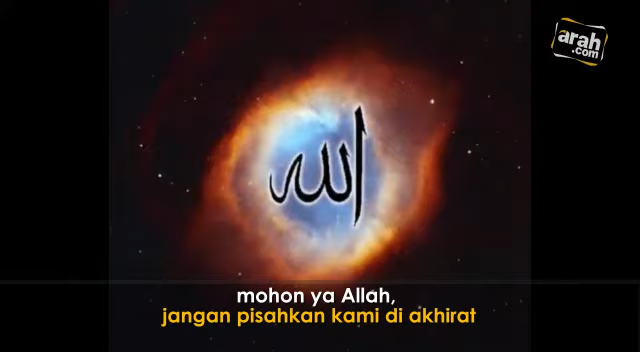 arah
.com
الله
mohon ya Allah,
jangan pisahkan kami di akhirat